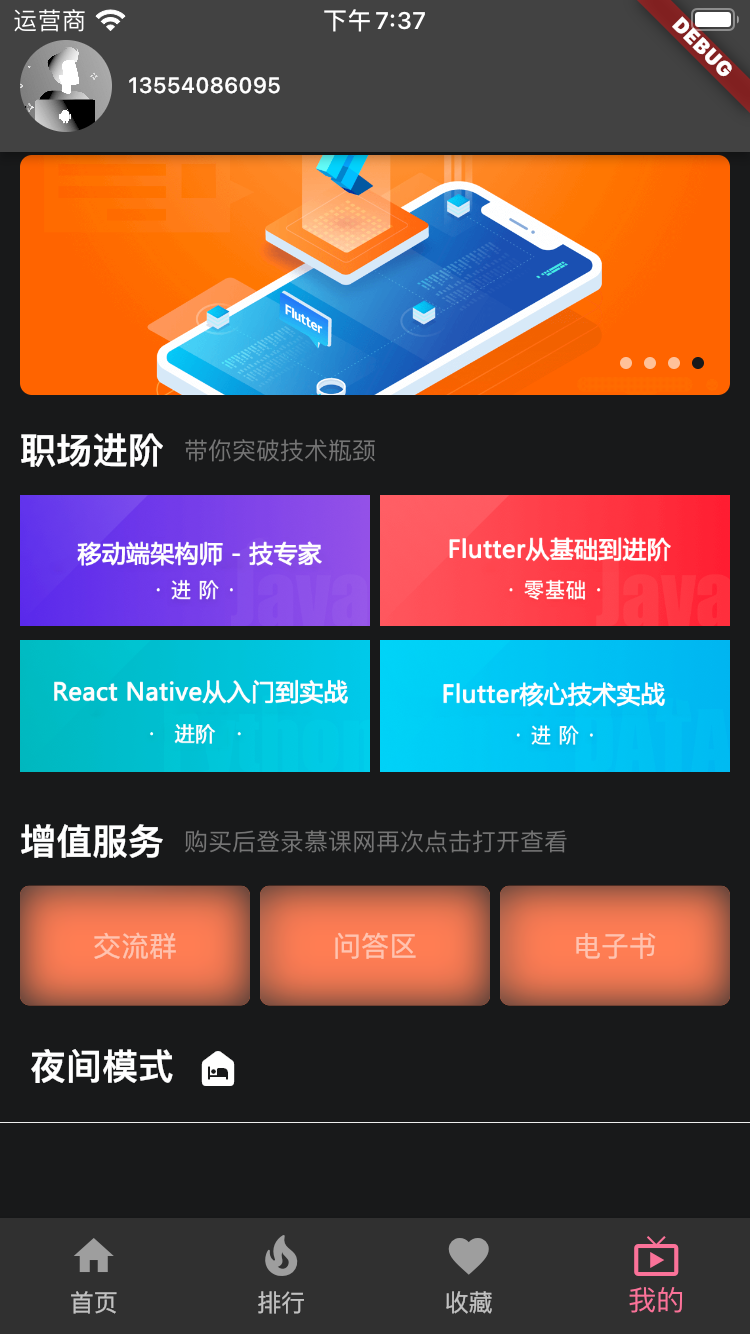 运营商 下午7:37
DEBUG
13554086095
Flutter
职场进阶 带你突破技术瓶颈
移动端架构师 - 技专家
· 进 阶 ·
Java
Flutter从基础到进阶
· 零基础 ·
Java
React Native从入门到实战
· 进阶 ·
Python
Flutter核心技术实战
· 进 阶 ·
DATA
增值服务 购买后登录慕课网再次点击打开查看
交流群 问答区 电子书
夜间模式
首页 排行 收藏 我的